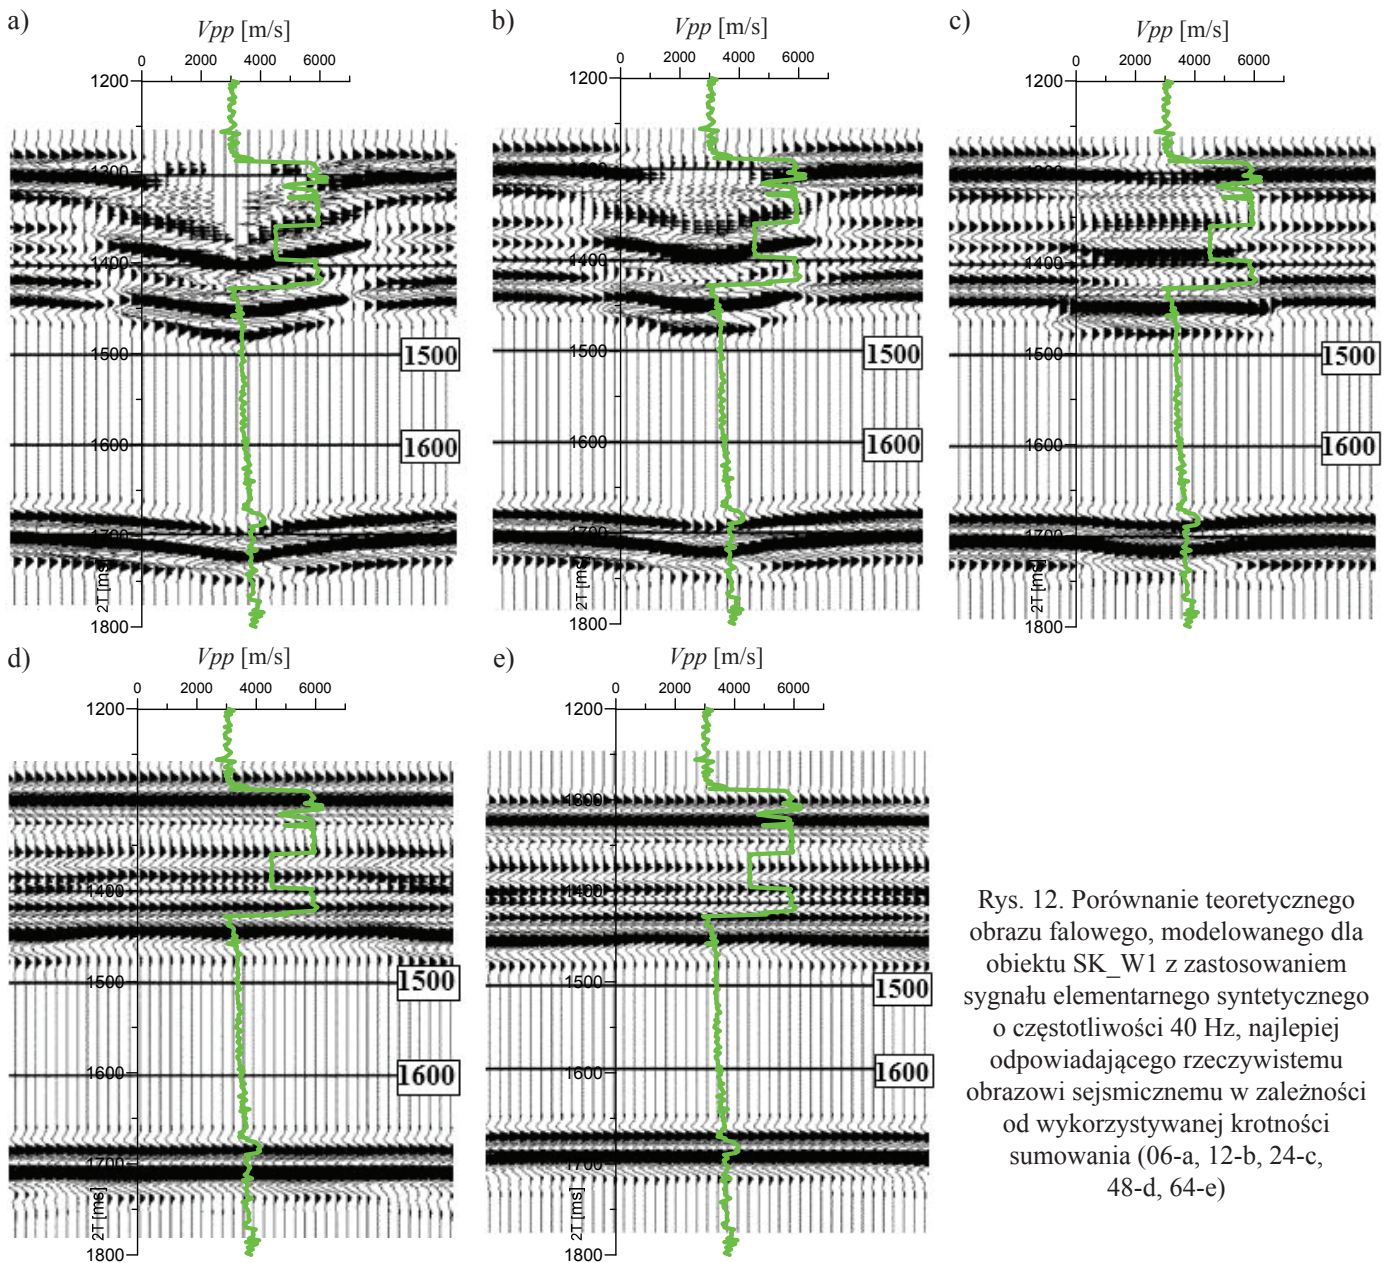 a)
Vpp [m/s]
0 2000 4000 6000
1200
1300
1400
1500
1600
1700
1800
2T [ms]
1500
1600
b)
Vpp [m/s]
0 2000 4000 6000
1200
1300
1400
1500
1600
1700
1800
2T [ms]
1500
1600
c)
Vpp [m/s]
0 2000 4000 6000
1200
1300
1400
1500
1600
1700
1800
2T [ms]
1500
1600
d)
Vpp [m/s]
0 2000 4000 6000
1200
1300
1400
1500
1600
1700
1800
2T [ms]
1500
1600
e)
Vpp [m/s]
0 2000 4000 6000
1200
1300
1400
1500
1600
1700
1800
2T [ms]
1500
1600
Rys. 12. Porównanie teoretycznego
obrazu falowego, modelowanego dla
obiektu SK_W1 z zastosowaniem
sygnału elementarnego syntetycznego
o częstotliwości 40 Hz, najlepiej
odpowiadającego rzeczywistemu
obrazowi sejsmicznemu w zależności
od wykorzystywanej krotności
sumowania (06-a, 12-b, 24-c,
48-d, 64-e)